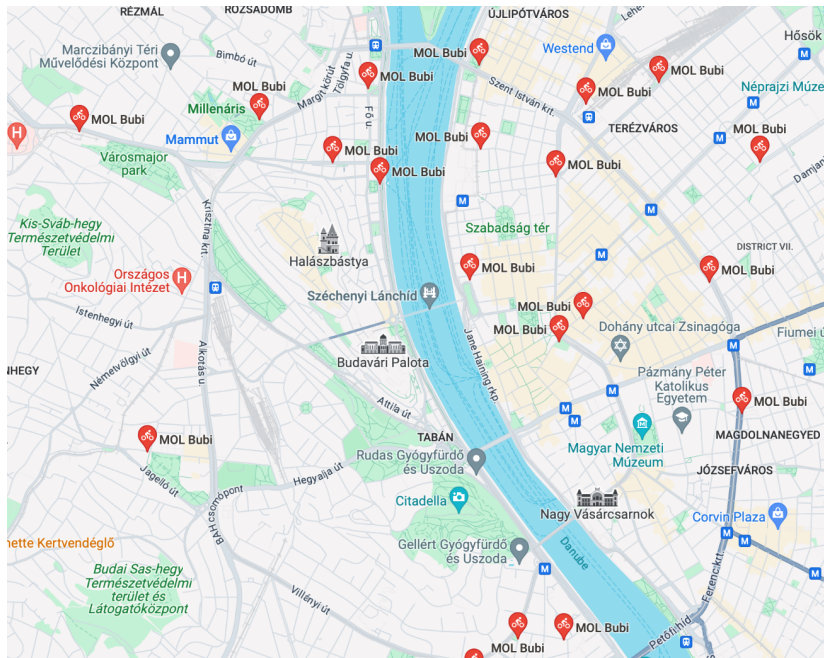 RÉZMÁL
ROZSADOMB
ÚJLIPÓTVÁROS
Marczibányi Téri
Művelődési Központ
Bimbó út
MOL Bubi
Westend
Hősök
MOL Bubi
Margit körút
Tölgyfa u.
Fő u.
Szent István krt.
MOL Bubi
MOL Bubi
Néprajzi Múze
Millenáris
MOL Bubi
MOL Bubi
TERÉZVÁROS
MOL Bubi
MOL Bubi
Mammut
MOL Bubi
Városmajor
park
MOL Bubi
MOL Bubi
Damjani
Krisztina krt.
Kis-Sváb-hegy
Természetvédelmi
Terület
Szabadság tér
Halászbástya
DISTRICT VII.
MOL Bubi
MOL Bubi
Országos
Onkológiai Intézet
Széchenyi Lánchíd
Istenhegyi út
MOL Bubi
MOL Bubi
Dohány utcai Zsinagóga
Fiumei ú
Jane Haining rkp.
NHEGY
Németvölgyi út
Alkotás u.
Budavári Palota
Pázmány Péter
Katolikus
Egyetem
MOL Bubi
Attila út
TABÁN
MAGDOLNANEGYED
MOL Bubi
Magyar Nemzeti
Múzeum
Rudas Gyógyfürdő
és Uszoda
Jagelló út
Hegyalja út
JÓZSEFVÁROS
BAH csomópont
Citadella
Nagy Vásárcsarnok
Corvin Plaza
nette Kertvendéglő
Gellért Gyógyfürdő
és Uszoda
Danube
Budai Sas-hegy
Természetvédelmi
terület és
Látogatóközpont
Villányi út
Ferenc krt.
MOL Bubi
MOL Bubi
Petőfi híd